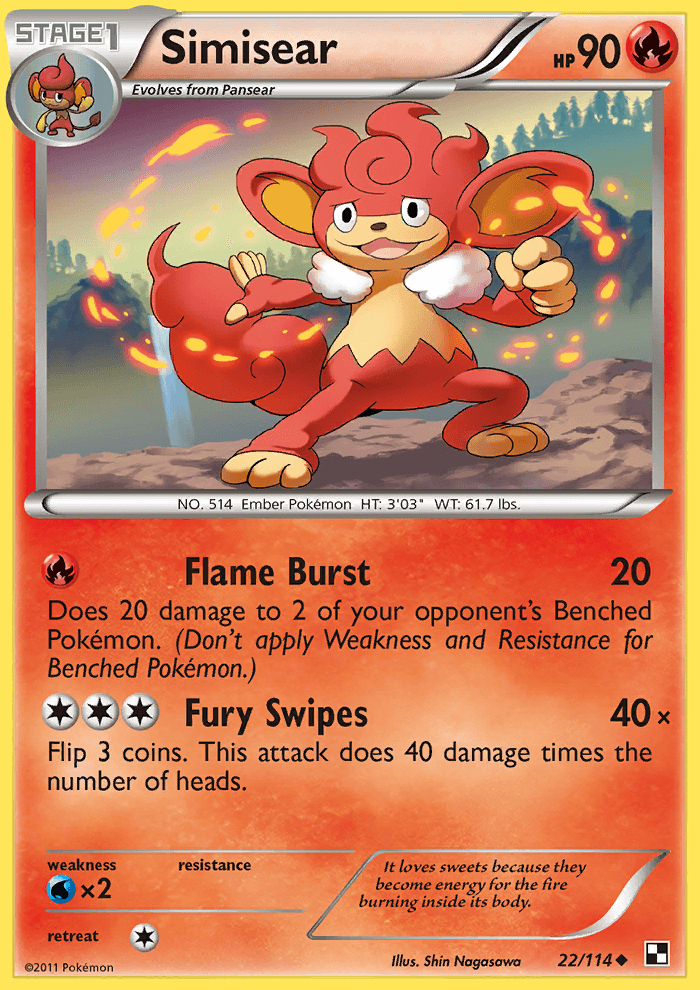 STAGE1
Simisear
HP90
Evolves from Pansear
NO. 514 Ember Pokémon HT: 3'03" WT: 61.7 lbs.
Flame Burst 20
Does 20 damage to 2 of your opponent's Benched
Pokémon. (Don't apply Weakness and Resistance for
Benched Pokémon.)
Fury Swipes 40×
Flip 3 coins. This attack does 40 damage times the
number of heads.
weakness resistance
×2
retreat
It loves sweets because they
become energy for the fire
burning inside its body.
©2011 Pokémon
Illus. Shin Nagasawa 22/114